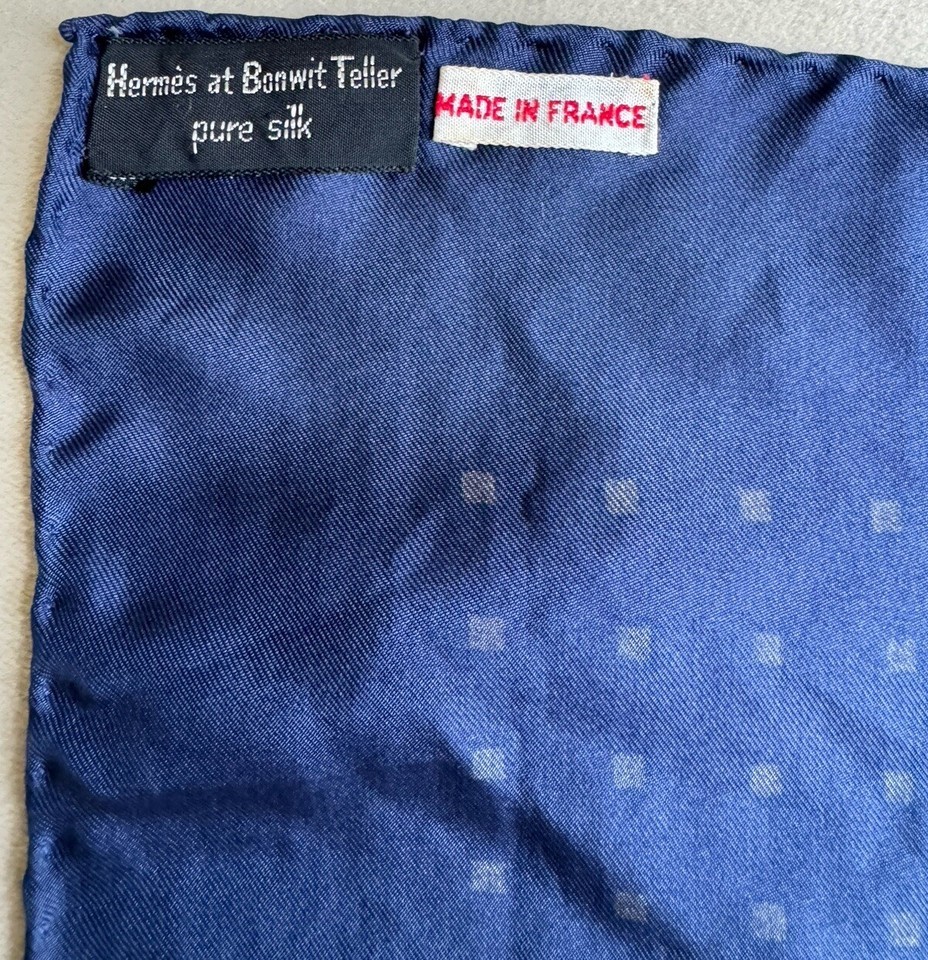 Hermès at Bonwit Teller
pure silk
MADE IN FRANCE